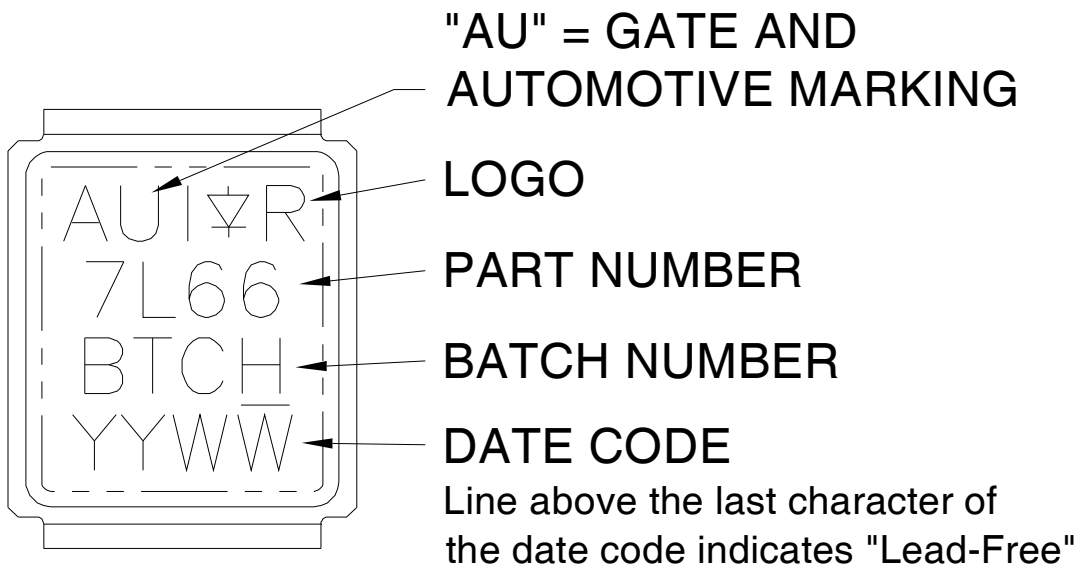 "AU" = GATE AND
AUTOMOTIVE MARKING
LOGO
PART NUMBER
BATCH NUMBER
DATE CODE
Line above the last character of
the date code indicates "Lead-Free"
AUI R
7L66
BTCH
YYWW